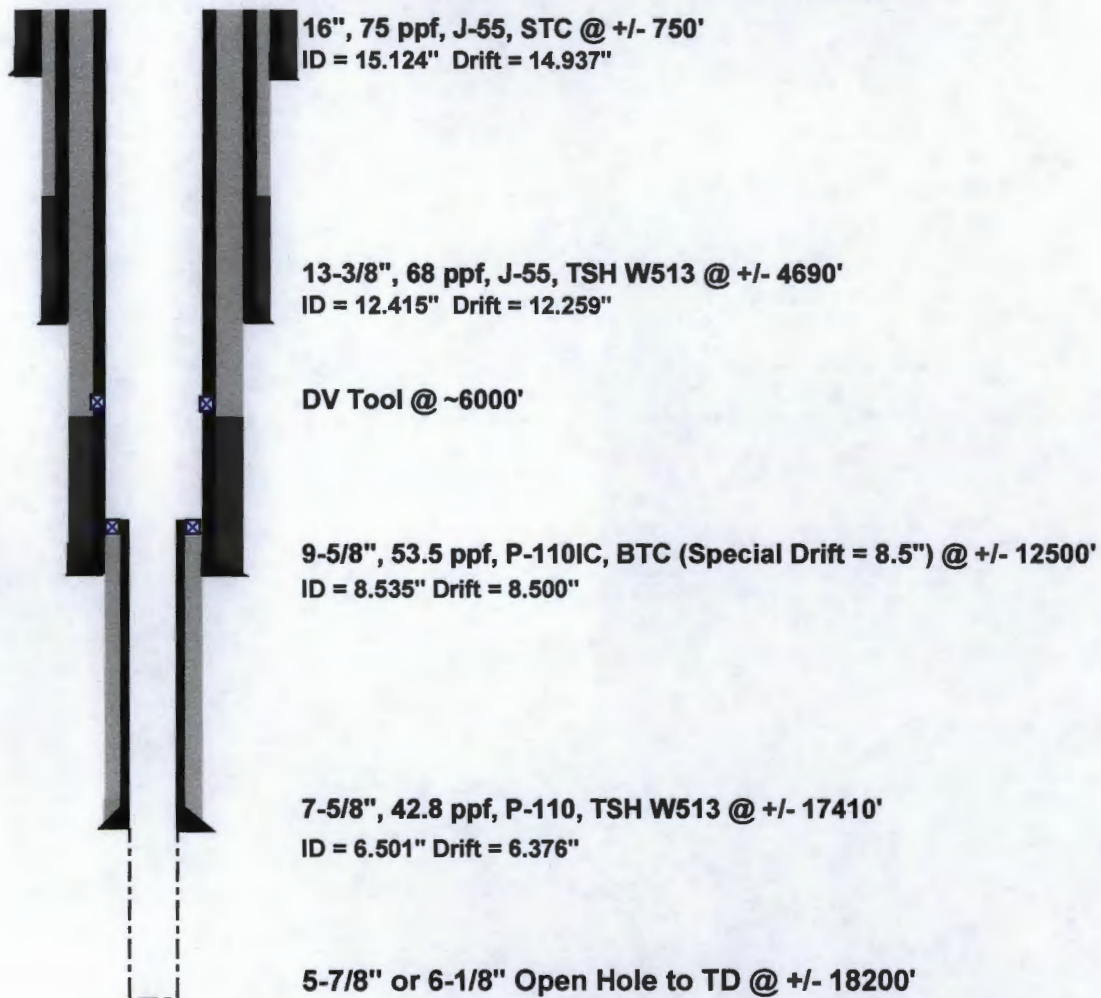 16", 75 ppf, J-55, STC @ +/- 750'
ID = 15.124" Drift = 14.937"
13-3/8", 68 ppf, J-55, TSH W513 @ +/- 4690'
ID = 12.415" Drift = 12.259"
DV Tool @ ~6000'
9-5/8", 53.5 ppf, P-110IC, BTC (Special Drift = 8.5") @ +/- 12500'
ID = 8.535" Drift = 8.500"
7-5/8", 42.8 ppf, P-110, TSH W513 @ +/- 17410'
ID = 6.501" Drift = 6.376"
5-7/8" or 6-1/8" Open Hole to TD @ +/- 18200'